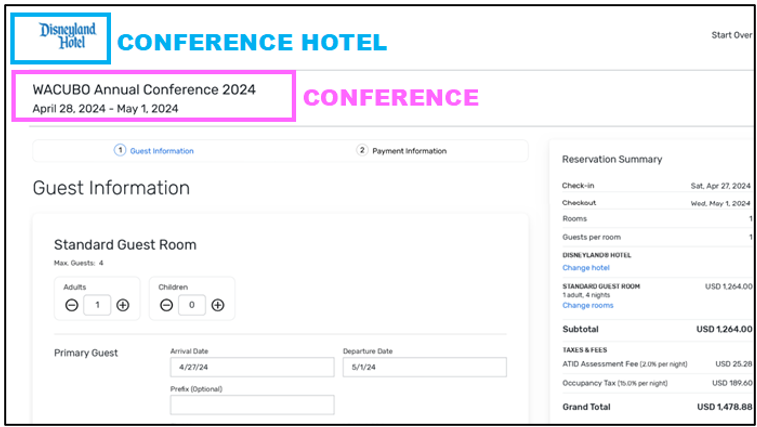 Disneyland
Hotel
CONFERENCE HOTEL
Start Over
WACUBO Annual Conference 2024
April 28, 2024 - May 1, 2024
CONFERENCE
1 Guest Information
2 Payment Information
Guest Information
Standard Guest Room
Max. Guests: 4
Adults
Children
1
0
Primary Guest
Arrival Date
Departure Date
4/27/24
5/1/24
Prefix (Optional)
Reservation Summary
Check-in Sat, Apr 27, 2024
Checkout Wed, May 1, 2024
Rooms 1
Guests per room 1
DISNEYLAND® HOTEL
Change hotel
STANDARD GUEST ROOM USD 1,264.00
1 adult, 4 nights
Change rooms
Subtotal USD 1,264.00
TAXES & FEES
ATID Assessment Fee (2.0% per night) USD 25.28
Occupancy Tax (15.0% per night) USD 189.60
Grand Total USD 1,478.88